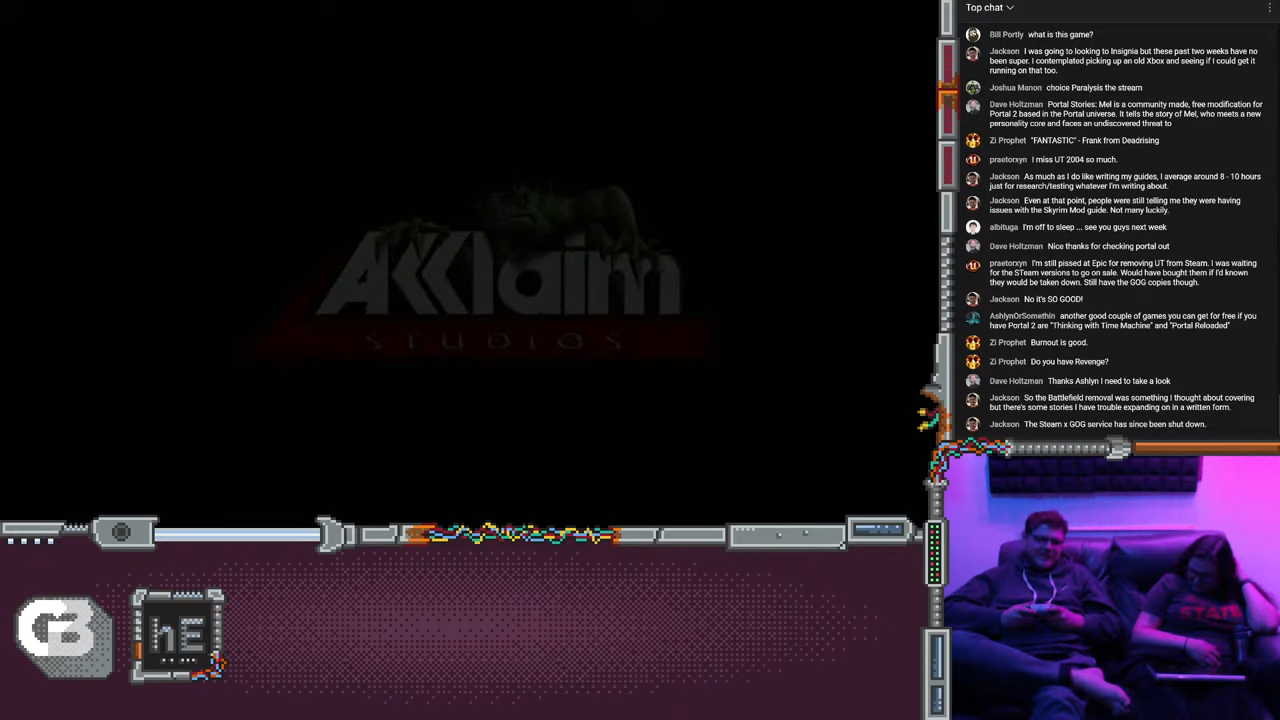 Top chat
Bill Portly what is this game?
Jackson I was going to looking to Insignia but these past two weeks have no
been super. I contemplated picking up an old Xbox and seeing if I could get it
running on that too.
Joshua Manon choice Paralysis the stream
Dave Holtzman Portal Stories: Mel is a community made, free modification for
Portal 2 based in the Portal universe. It tells the story of Mel, who meets a new
personality core and faces an undiscovered threat to
Zi Prophet "FANTASTIC" - Frank from Deadrising
praetorxyn I miss UT 2004 so much.
Jackson As much as I do like writing my guides, I average around 8 - 10 hours
just for research/testing whatever I'm writing about.
Jackson Even at that point, people were still telling me they were having
issues with the Skyrim Mod guide. Not many luckily.
albituga I'm off to sleep ... see you guys next week
Dave Holtzman Nice thanks for checking portal out
praetorxyn I'm still pissed at Epic for removing UT from Steam. I was waiting
for the STeam versions to go on sale. Would have bought them if I'd known
they would be taken down. Still have the GOG copies though.
Jackson No it's SO GOOD!
AshlynOrSomethin another good couple of games you can get for free if you
have Portal 2 are "Thinking with Time Machine" and "Portal Reloaded"
Zi Prophet Burnout is good.
Zi Prophet Do you have Revenge?
Dave Holtzman Thanks Ashlyn I need to take a look
Jackson So the Battlefield removal was something I thought about covering
but there's some stories I have trouble expanding on in a written form.
Jackson The Steam x GOG service has since been shut down.
AKKlaim
STUDIOS
GB
hE
STATE